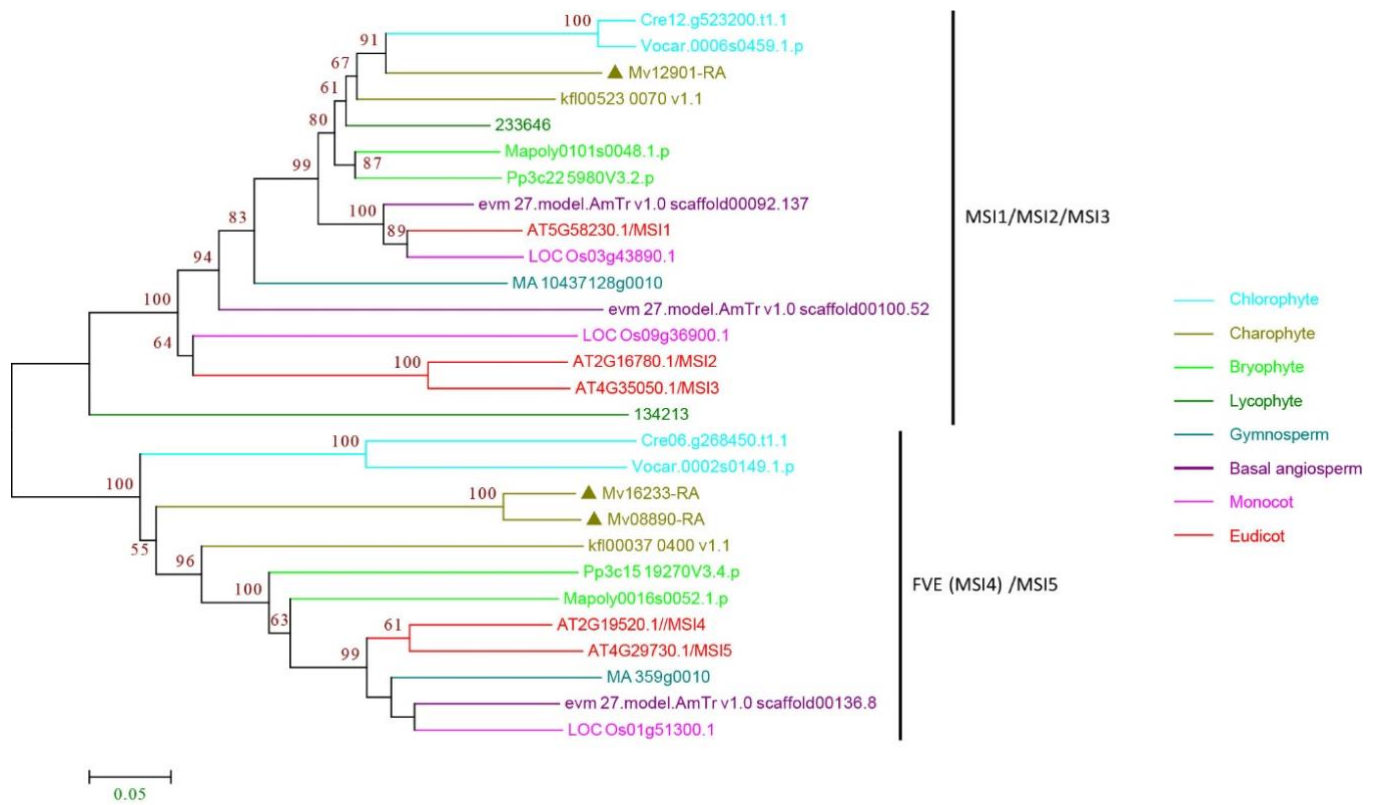 100
Cre12.g523200.t1.1
Vocar.0006s0459.1.p
91
Mv12901-RA
67
kfl00523 0070 v1.1
61
233646
80
Mapoly0101s0048.1.p
87
Pp3c22 5980V3.2.p
99
evm 27.model.AmTr v1.0 scaffold00092.137
100
AT5G58230.1/MSI1
89
LOC Os03g43890.1
83
MA 10437128g0010
94
evm 27.model.AmTr v1.0 scaffold00100.52
100
LOC Os09g36900.1
64
AT2G16780.1/MSI2
100
AT4G35050.1/MSI3
134213
MSI1/MSI2/MSI3
Cre06.g268450.t1.1
100
Vocar.0002s0149.1.p
100
Mv16233-RA
100
Mv08890-RA
55
kfl00037 0400 v1.1
96
Pp3c15 19270V3.4.p
100
Mapoly0016s0052.1.p
63
AT2G19520.1//MSI4
61
AT4G29730.1/MSI5
99
MA 359g0010
evm 27.model.AmTr v1.0 scaffold00136.8
LOC Os01g51300.1
FVE (MSI4) /MSI5
Chlorophyte
Charophyte
Bryophyte
Lycophyte
Gymnosperm
Basal angiosperm
Monocot
Eudicot
0.05